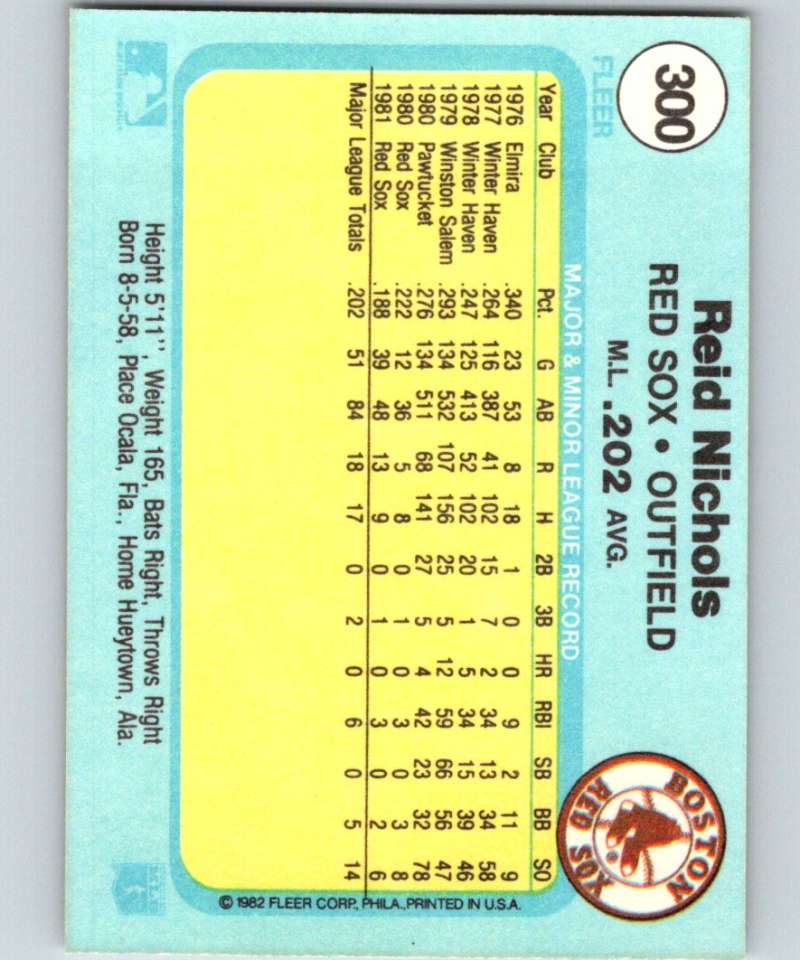 300
FLEER
Reid Nichols
RED SOX • OUTFIELD
M.L. .202 AVG.
BOSTON RED SOX
MAJOR & MINOR LEAGUE RECORD
Year Club Pct. G AB R H 2B 3B HR RBI SB BB SO
1976 Elmira .340 23 53 8 18 1 0 0 9 2 11 9
1977 Winter Haven .264 116 387 41 102 15 7 2 34 13 34 58
1978 Winter Haven .247 125 413 52 102 20 1 5 34 15 39 46
1979 Winston Salem .293 134 532 107 156 25 5 12 59 66 56 47
1980 Pawtucket .276 134 511 68 141 27 5 4 42 23 32 78
1980 Red Sox .222 12 36 5 8 0 1 0 3 0 3 8
1981 Red Sox .188 39 48 13 9 0 1 0 3 0 2 6
Major League Totals .202 51 84 18 17 0 2 0 6 0 5 14
© 1982 FLEER CORP., PHILA., PRINTED IN U.S.A.
Height 5'11'', Weight 165, Bats Right, Throws Right
Born 8-5-58, Place Ocala, Fla., Home Hueytown, Ala.